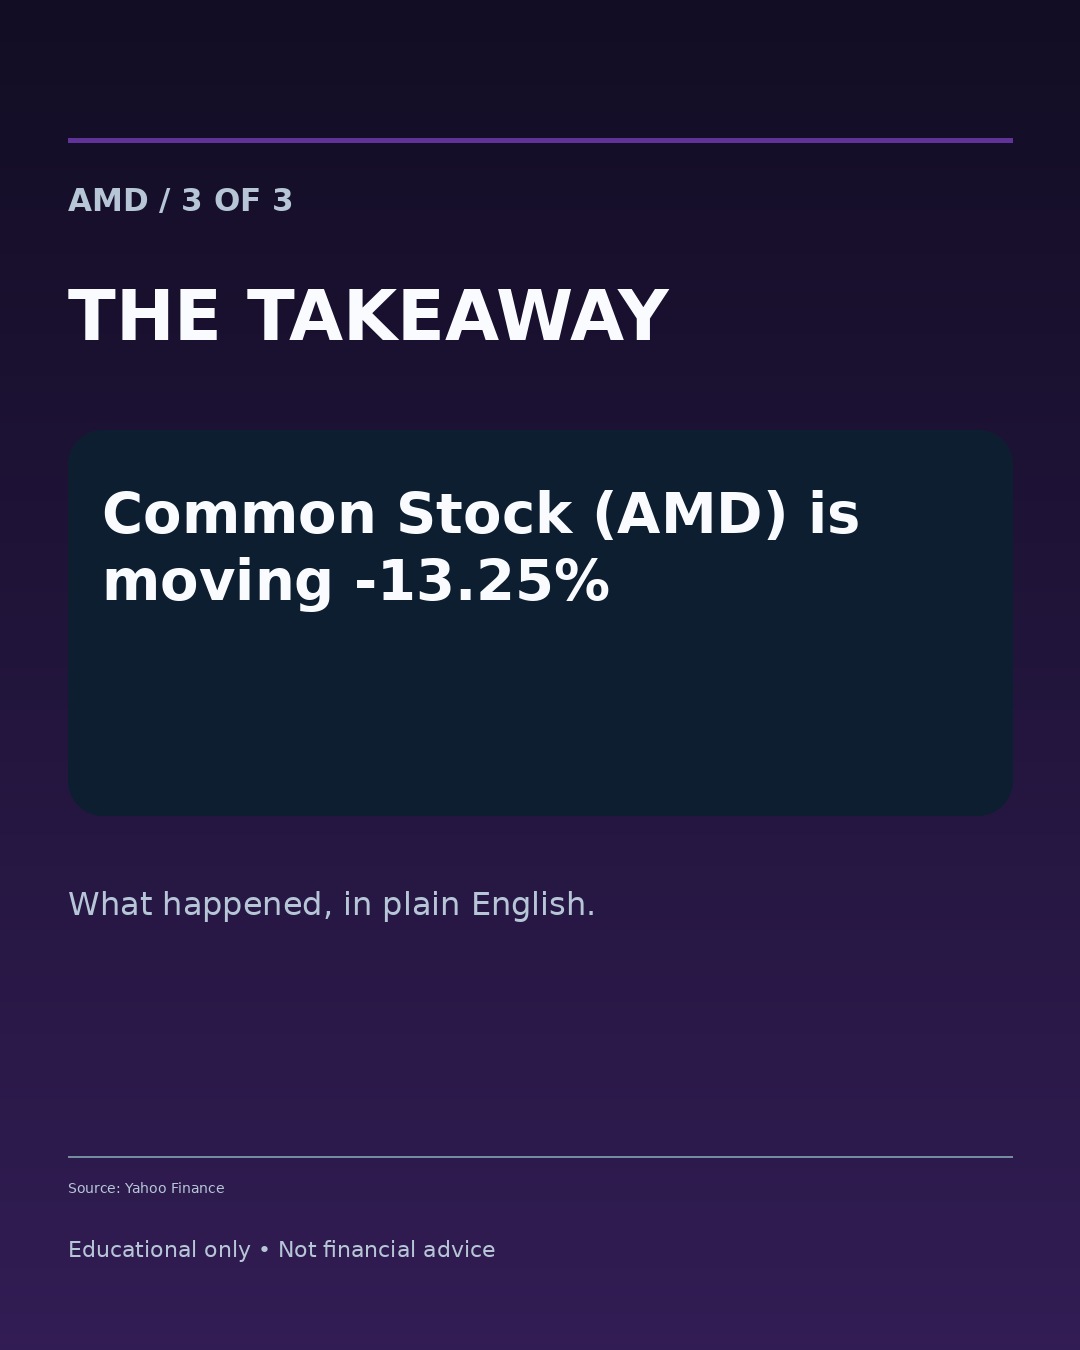 AMD / 3 OF 3
THE TAKEAWAY
Common Stock (AMD) is
moving -13.25%
What happened, in plain English.
Source: Yahoo Finance
Educational only • Not financial advice